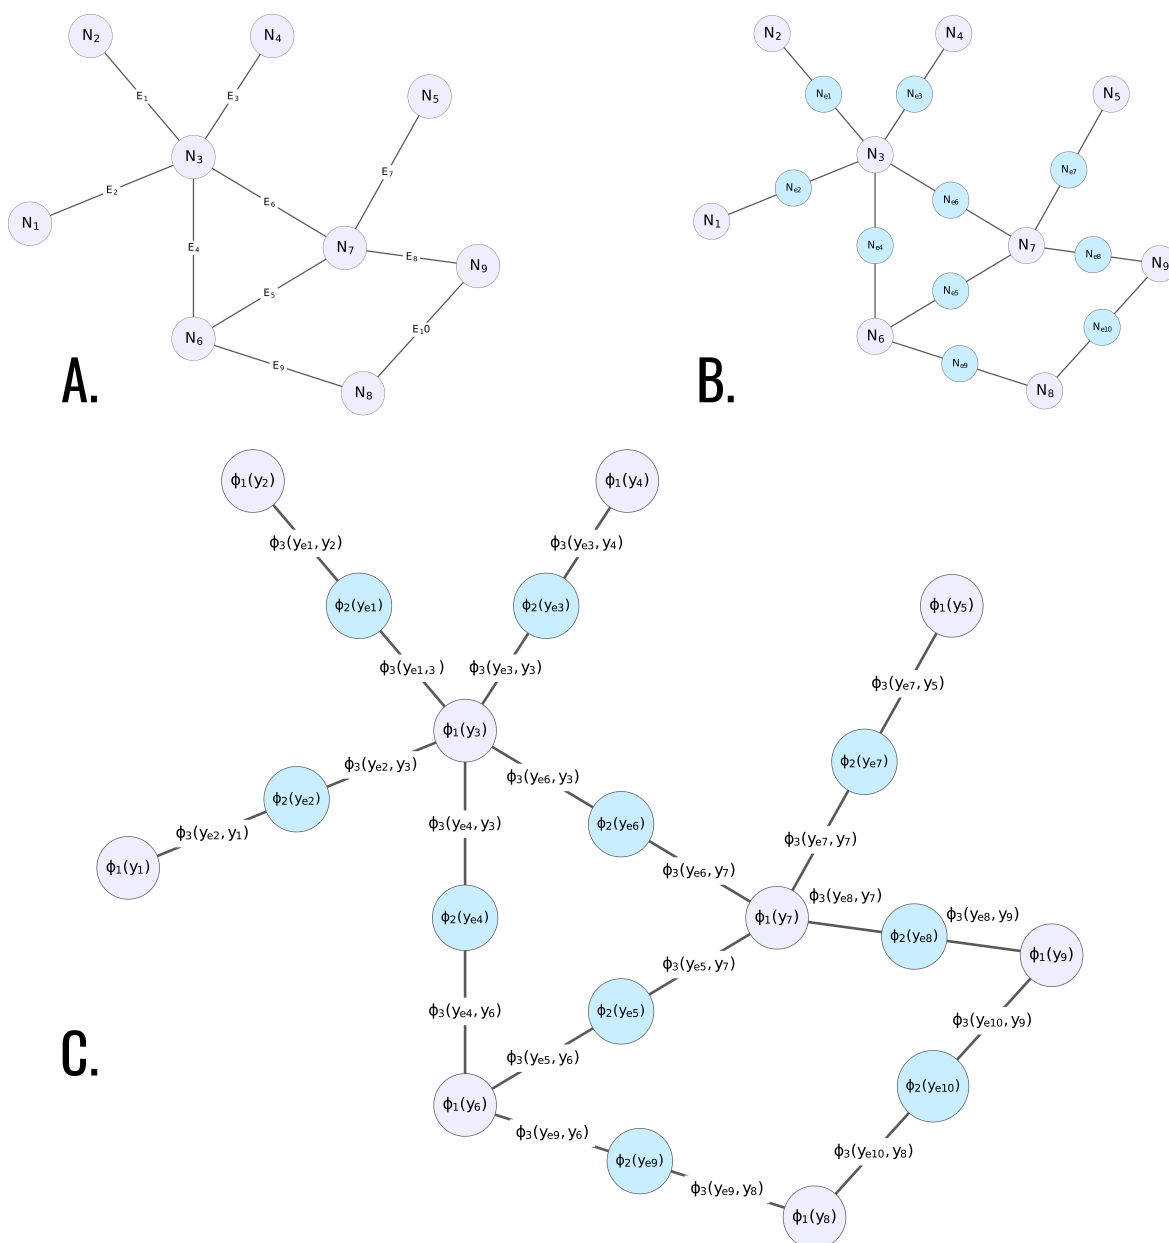 N₂
N₄
E₁
E₃
N₅
N₃
E₇
E₂
E₆
N₁
E₄
N₇
E₈
N₉
E₅
E₁0
N₆
E₉
N₈
A.
N₂
N₄
Nₑ₁
Nₑ₃
N₅
N₃
Nₑ₇
Nₑ₂
Nₑ₆
N₁
Nₑ₄
N₇
Nₑ₈
N₉
Nₑ₅
Nₑ₁₀
N₆
Nₑ₉
N₈
B.
ϕ₁(y₂)
ϕ₁(y₄)
ϕ₃(yₑ₁,y₂)
ϕ₃(yₑ₃,y₄)
ϕ₂(yₑ₁)
ϕ₂(yₑ₃)
ϕ₁(y₅)
ϕ₃(yₑ₁,₃ )
ϕ₃(yₑ₃,y₃)
ϕ₃(yₑ₇,y₅)
ϕ₁(y₃)
ϕ₃(yₑ₂,y₃)
ϕ₃(yₑ₆,y₃)
ϕ₂(yₑ₇)
ϕ₂(yₑ₂)
ϕ₃(yₑ₂,y₁)
ϕ₃(yₑ₄,y₃)
ϕ₂(yₑ₆)
ϕ₃(yₑ₇,y₇)
ϕ₁(y₁)
ϕ₃(yₑ₆,y₇)
ϕ₃(yₑ₈,y₇)
ϕ₂(yₑ₄)
ϕ₁(y₇)
ϕ₃(yₑ₈,y₉)
ϕ₂(yₑ₈)
ϕ₁(y₉)
ϕ₃(yₑ₅,y₇)
ϕ₃(yₑ₄,y₆)
ϕ₂(yₑ₅)
ϕ₃(yₑ₁₀,y₉)
C.
ϕ₃(yₑ₅,y₆)
ϕ₂(yₑ₁₀)
ϕ₁(y₆)
ϕ₃(yₑ₉,y₆)
ϕ₃(yₑ₁₀,y₈)
ϕ₂(yₑ₉)
ϕ₃(yₑ₉,y₈)
ϕ₁(y₈)